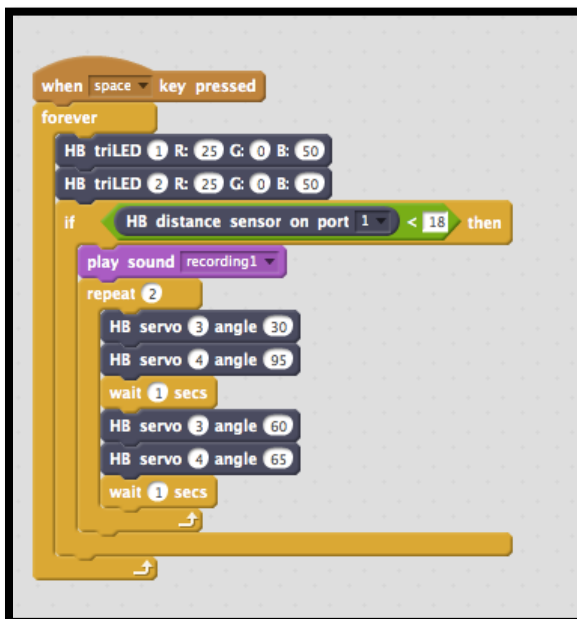 when space key pressed
forever
HB triLED 1 R: 25 G: 0 B: 50
HB triLED 2 R: 25 G: 0 B: 50
if HB distance sensor on port 1 < 18 then
play sound recording1
repeat 2
HB servo 3 angle 30
HB servo 4 angle 95
wait 1 secs
HB servo 3 angle 60
HB servo 4 angle 65
wait 1 secs